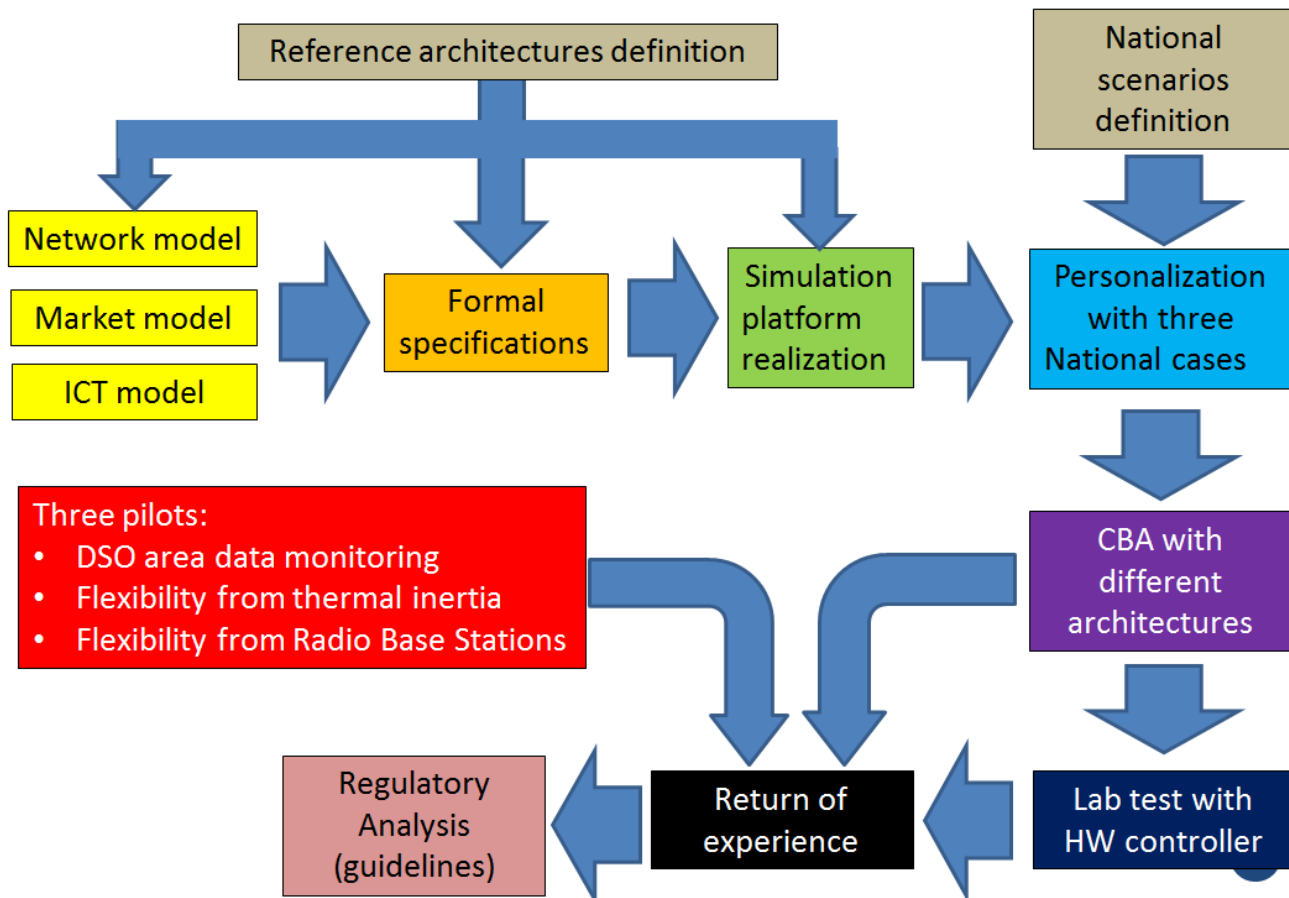 Reference architectures definition
National
scenarios
definition
Network model
Market model
ICT model
Formal
specifications
Simulation
platform
realization
Personalization
with three
National cases
Three pilots:
• DSO area data monitoring
• Flexibility from thermal inertia
• Flexibility from Radio Base Stations
CBA with
different
architectures
Regulatory
Analysis
(guidelines)
Return of
experience
Lab test with
HW controller